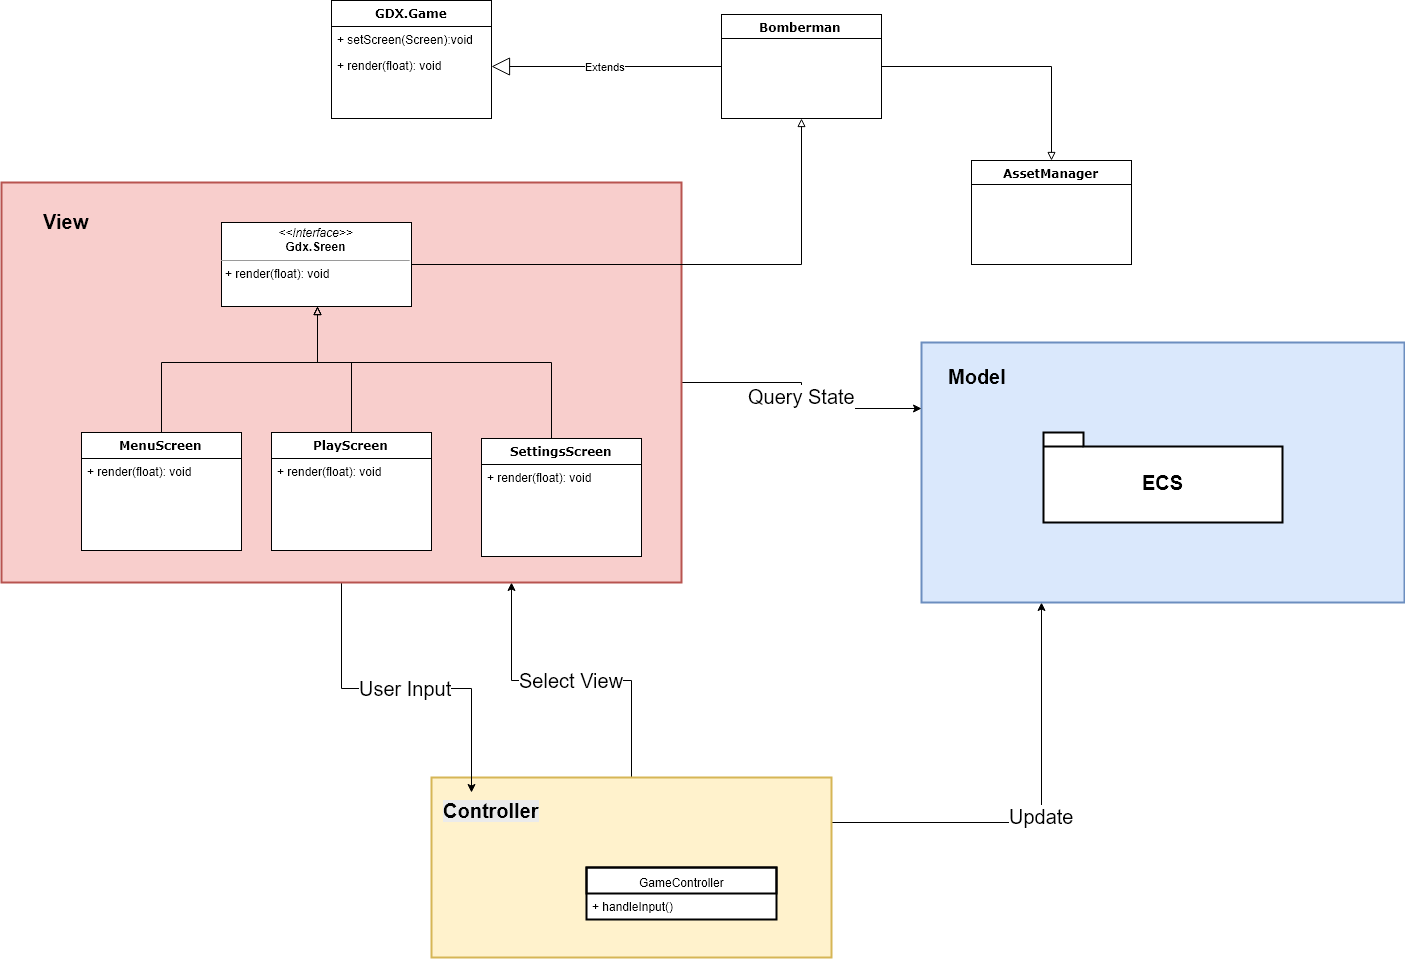 GDX.Game
+ setScreen(Screen):void
+ render(float): void
Extends
Bomberman
AssetManager
View
<<interface>>
Gdx.Sreen
+ render(float): void
MenuScreen
+ render(float): void
PlayScreen
+ render(float): void
SettingsScreen
+ render(float): void
Query State
Model
ECS
User Input
Select View
Update
Controller
GameController
+ handleInput()